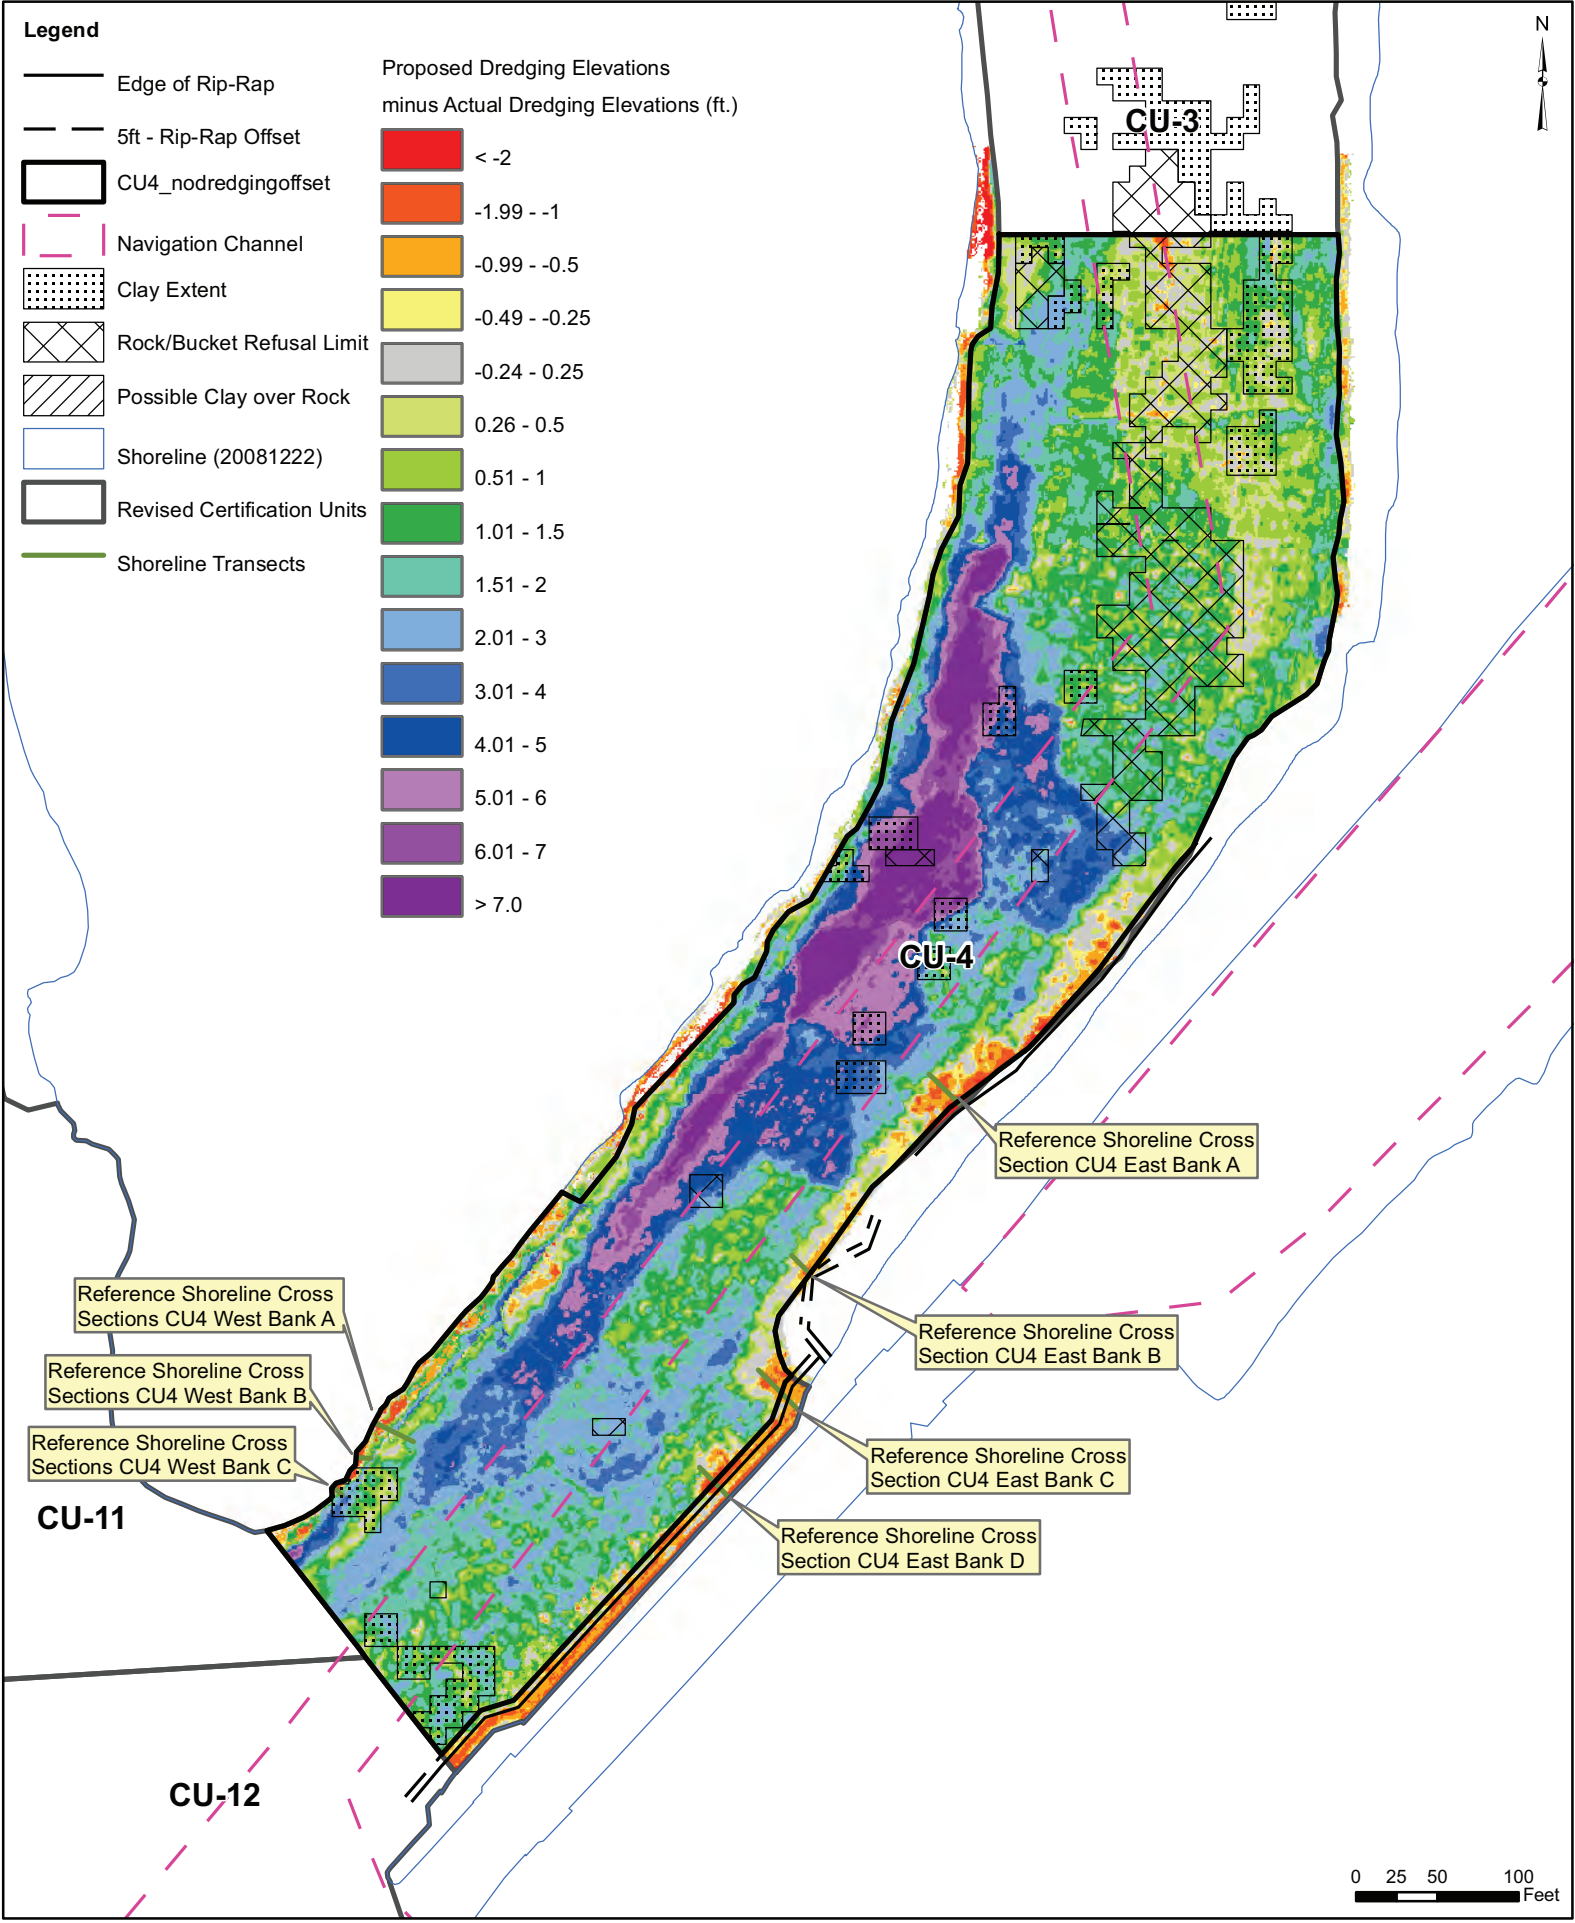 Legend
Edge of Rip-Rap
5ft - Rip-Rap Offset
CU4_nodredgingoffset
Navigation Channel
Clay Extent
Rock/Bucket Refusal Limit
Possible Clay over Rock
Shoreline (20081222)
Revised Certification Units
Shoreline Transects
Proposed Dredging Elevations
minus Actual Dredging Elevations (ft.)
< -2
-1.99 - -1
-0.99 - -0.5
-0.49 - -0.25
-0.24 - 0.25
0.26 - 0.5
0.51 - 1
1.01 - 1.5
1.51 - 2
2.01 - 3
3.01 - 4
4.01 - 5
5.01 - 6
6.01 - 7
> 7.0
N
CU-3
CU-4
Reference Shoreline Cross
Section CU4 East Bank A
Reference Shoreline Cross
Section CU4 East Bank B
Reference Shoreline Cross
Section CU4 East Bank C
Reference Shoreline Cross
Section CU4 East Bank D
Reference Shoreline Cross
Sections CU4 West Bank A
Reference Shoreline Cross
Sections CU4 West Bank B
Reference Shoreline Cross
Sections CU4 West Bank C
CU-11
CU-12
0 25 50 100
Feet